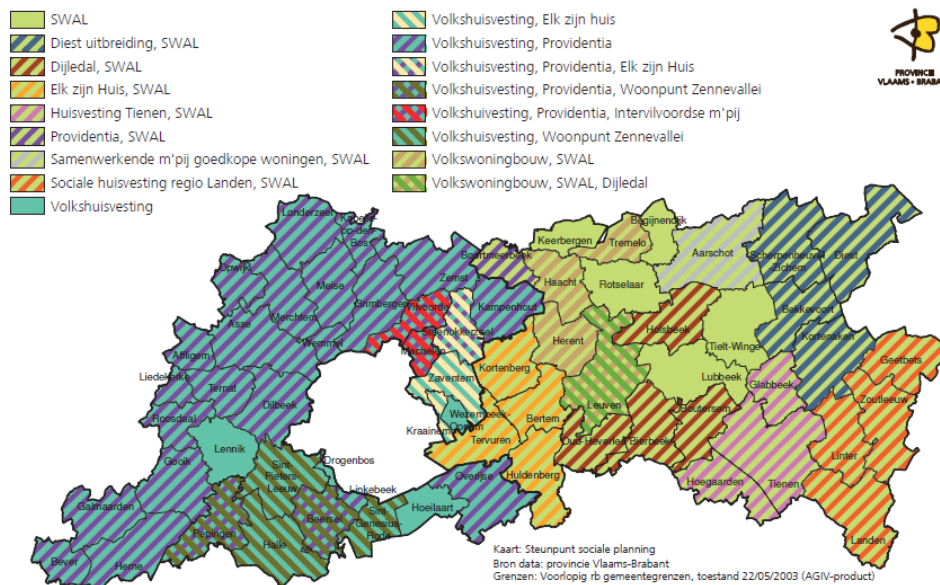 SWAL
Diest uitbreiding, SWAL
Dijledal, SWAL
Elk zijn Huis, SWAL
Huisvesting Tienen, SWAL
Providentia, SWAL
Samenwerkende m'pij goedkope woningen, SWAL
Sociale huisvesting regio Landen, SWAL
Volkshuisvesting
Volkshuisvesting, Elk zijn huis
Volkshuisvesting, Providentia
Volkshuisvesting, Providentia, Elk zijn Huis
Volkshuisvesting, Providentia, Woonpunt Zennevallei
Volkshuivesting, Providentia, Intervilvoordse m'pij
Volkshuisvesting, Woonpunt Zennevallei
Volkswoningbouw, SWAL
Volkswoningbouw, SWAL, Dijledal
PROVINCIE
VLAAMS • BRABANT
Londerzeel
Kapelle-
op-den-
Bos
Opwijk
Meise
Zemst
Boortmeerbeek
Keerbergen
Begijnendijk
Tremelo
Aarschot
Scherpenheuvel
-Zichem
Diest
Haacht
Rotselaar
Merchtem
Grimbergen
Vilvoorde
Kampenhout
Asse
Wemmel
Steenokkerzeel
Machelen
Herent
Holsbeek
Bekkevoort
Kortenaken
Tielt-Winge
Geetbets
Affligem
Liedekerke
Ternat
Dilbeek
Zaventem
Kortenberg
Lubbeek
Glabbeek
Zoutleeuw
Roosdaal
Lennik
Kraainem
Wezembeek-
Oppem
Bertem
Leuven
Boutersem
Gooik
Drogenbos
Tervuren
Oud-Heverlee
Bierbeek
Linter
Sint-
Pieters-
Leeuw
Linkebeek
Overijse
Huldenberg
Hoegaarden
Tienen
Galmaarden
Beersel
Sint-
Genesius-
Rode
Hoeilaart
Pepingen
Halle
Landen
Bever
Herne
Kaart: Steunpunt sociale planning
Bron data: provincie Vlaams-Brabant
Grenzen: Voorlopig rb gemeentegrenzen, toestand 22/05/2003 (AGIV-product)